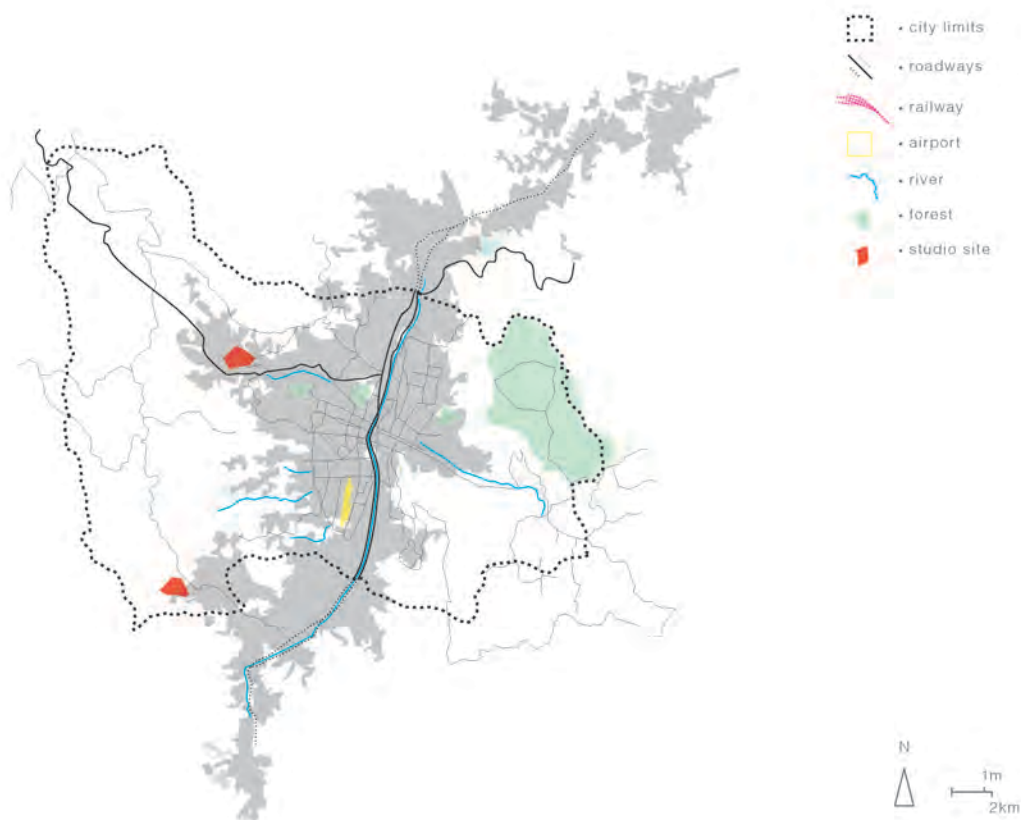 • city limits
• roadways
• railway
• airport
• river
• forest
• studio site
N
1m
2km